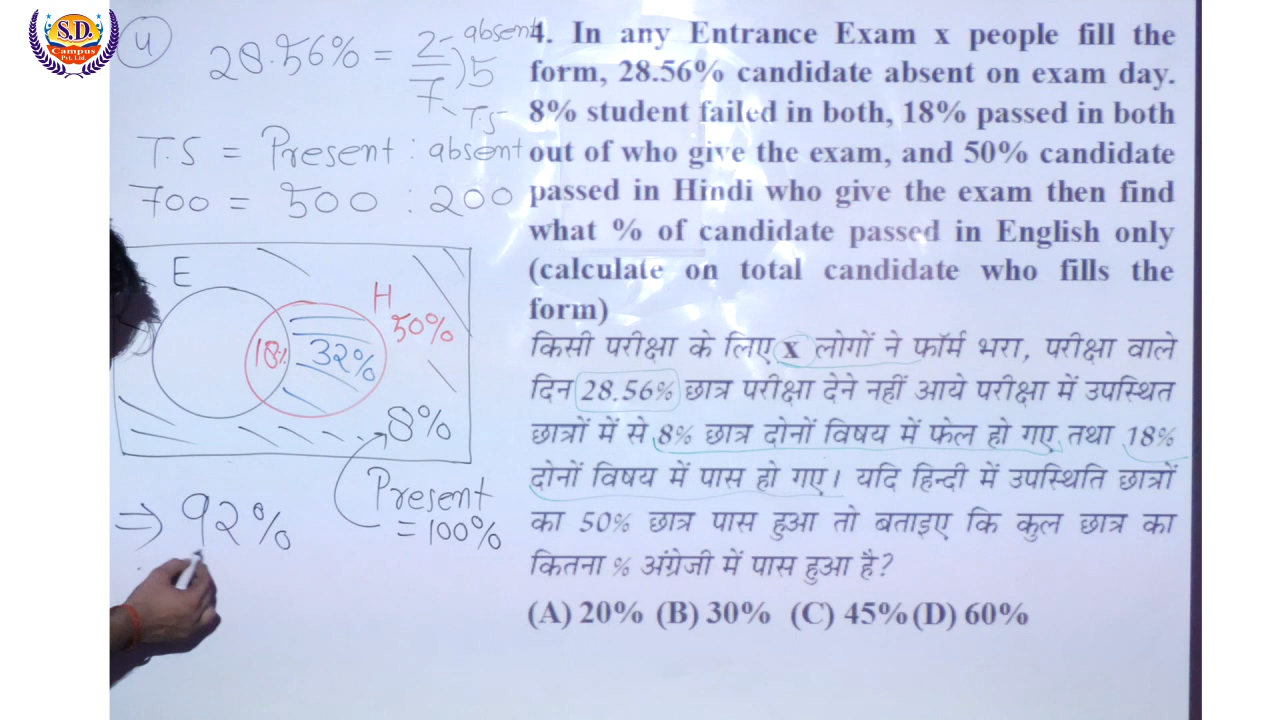 S.D.
Campus
Pvt. Ltd.
4
28.56% = 2/7 ) 5
absent
T.S
T.S = Present : absent
700 = 500 : 200
E
H
50%
18%
32%
8%
Present
= 100%
⇒ 92%
4. In any Entrance Exam x people fill the
form, 28.56% candidate absent on exam day.
8% student failed in both, 18% passed in both
out of who give the exam, and 50% candidate
passed in Hindi who give the exam then find
what % of candidate passed in English only
(calculate on total candidate who fills the
form)
किसी परीक्षा के लिए x लोगों ने फॉर्म भरा, परीक्षा वाले
दिन 28.56% छात्र परीक्षा देने नहीं आये परीक्षा में उपस्थित
छात्रों में से 8% छात्र दोनों विषय में फेल हो गए तथा 18%
दोनों विषय में पास हो गए। यदि हिन्दी में उपस्थिति छात्रों
का 50% छात्र पास हुआ तो बताइए कि कुल छात्र का
कितना % अंग्रेजी में पास हुआ है?
(A) 20% (B) 30% (C) 45% (D) 60%